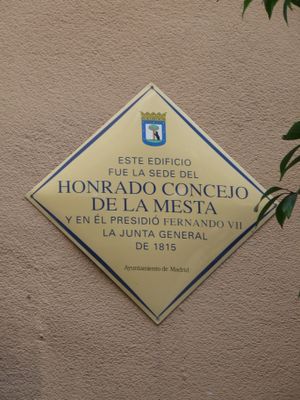 ESTE EDIFICIO
FUE LA SEDE DEL
HONRADO CONCEJO
DE LA MESTA
Y EN ÉL PRESIDIÓ FERNANDO VII
LA JUNTA GENERAL
DE 1815
Ayuntamiento de Madrid